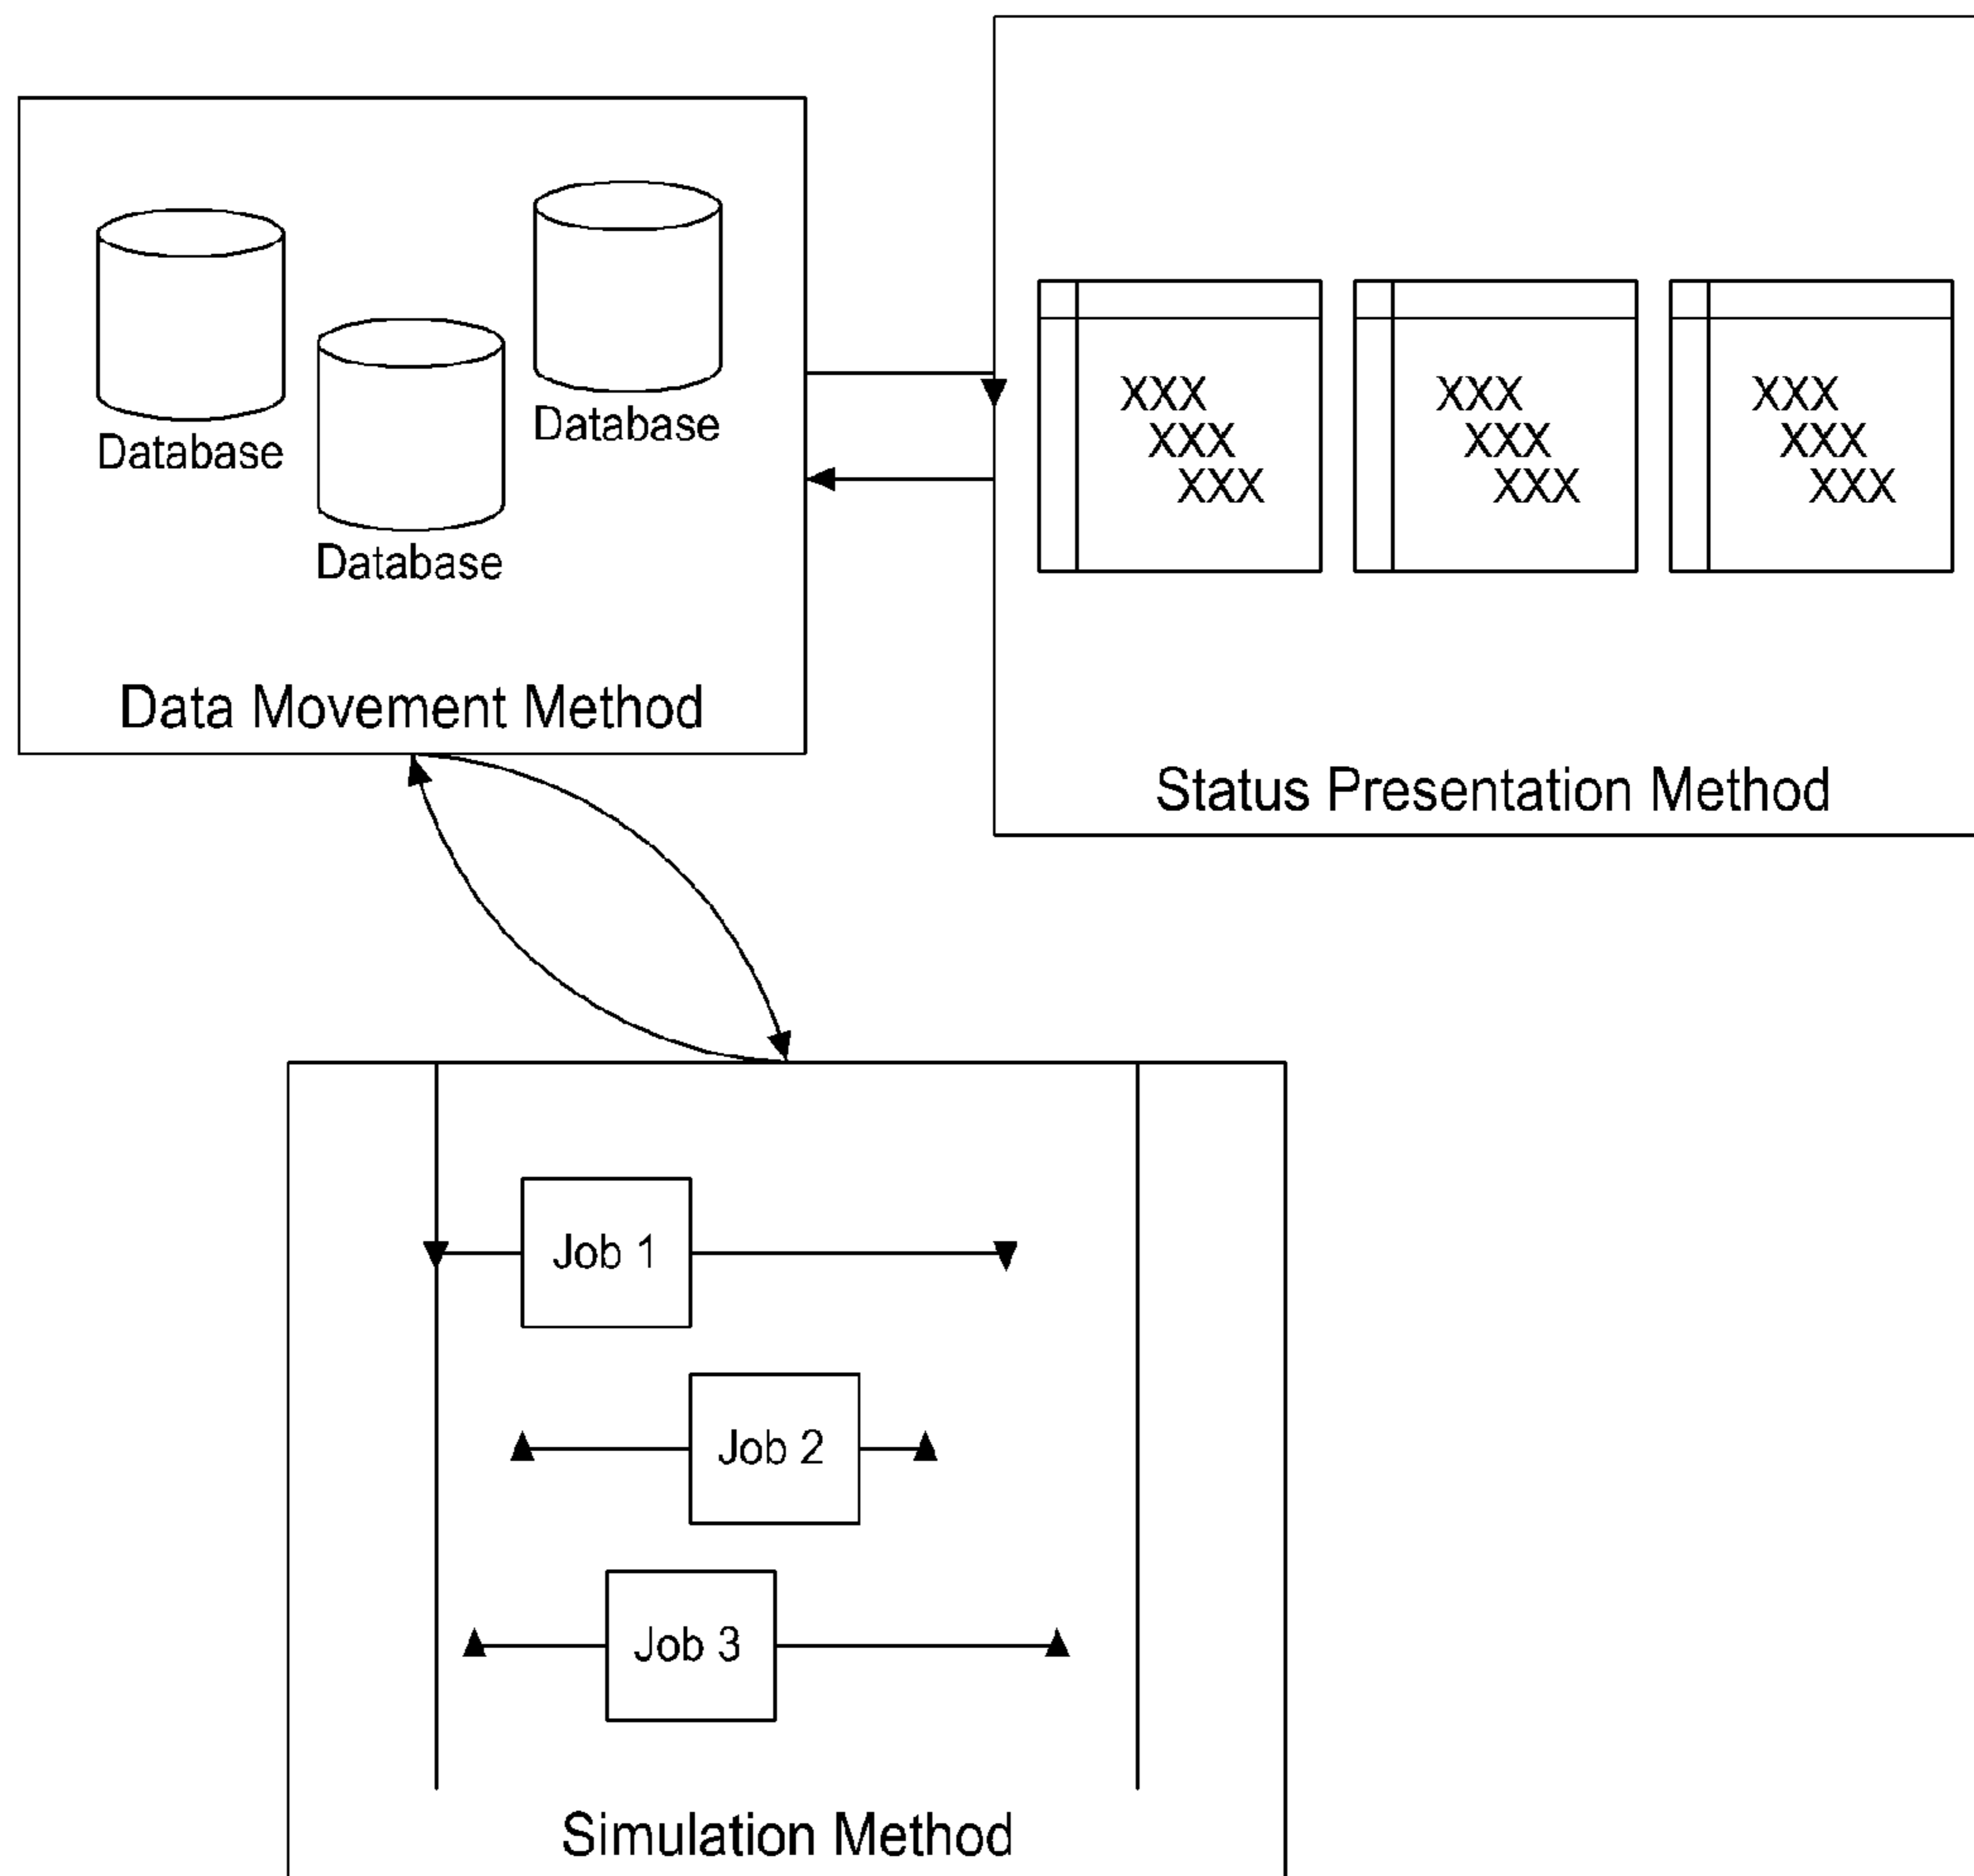 Database
Database
Database
Data Movement Method
XXX
XXX
XXX
XXX
XXX
XXX
XXX
XXX
XXX
Status Presentation Method
Job 1
Job 2
Job 3
Simulation Method